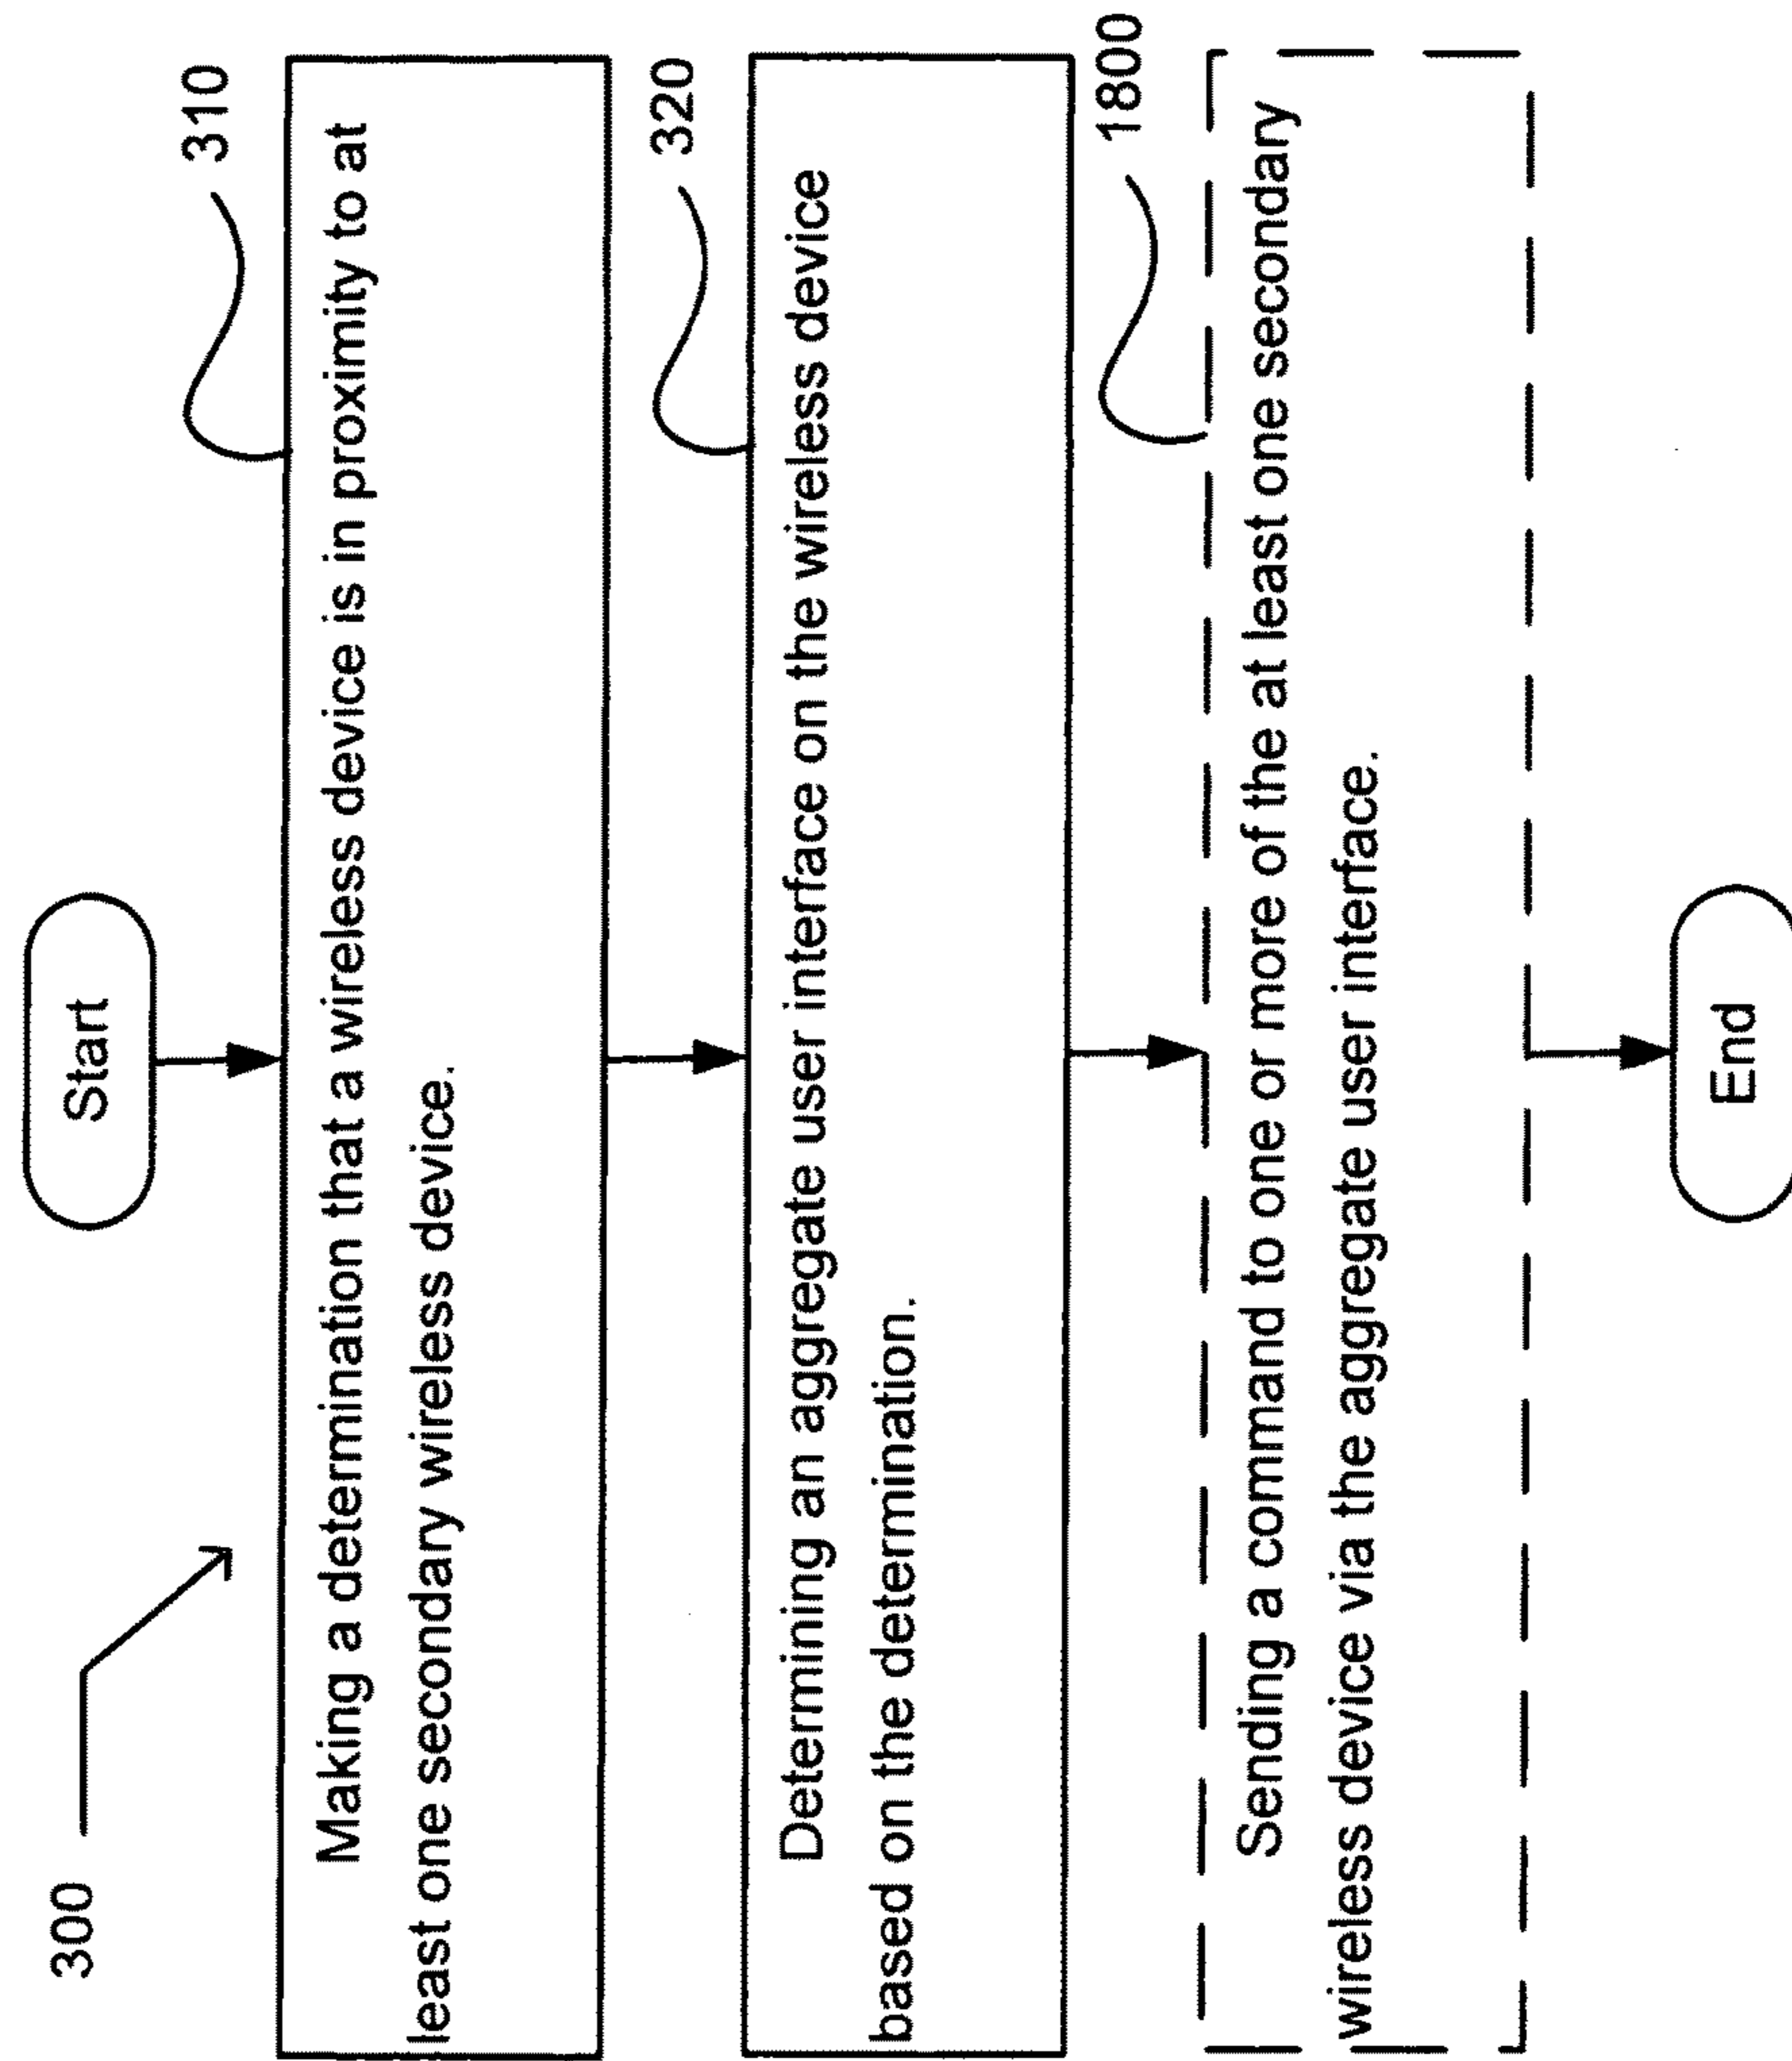 300
Start
310
Making a determination that a wireless device is in proximity to at
least one secondary wireless device.
320
Determining an aggregate user interface on the wireless device
based on the determination.
1800
Sending a command to one or more of the at least one secondary
wireless device via the aggregate user interface.
End